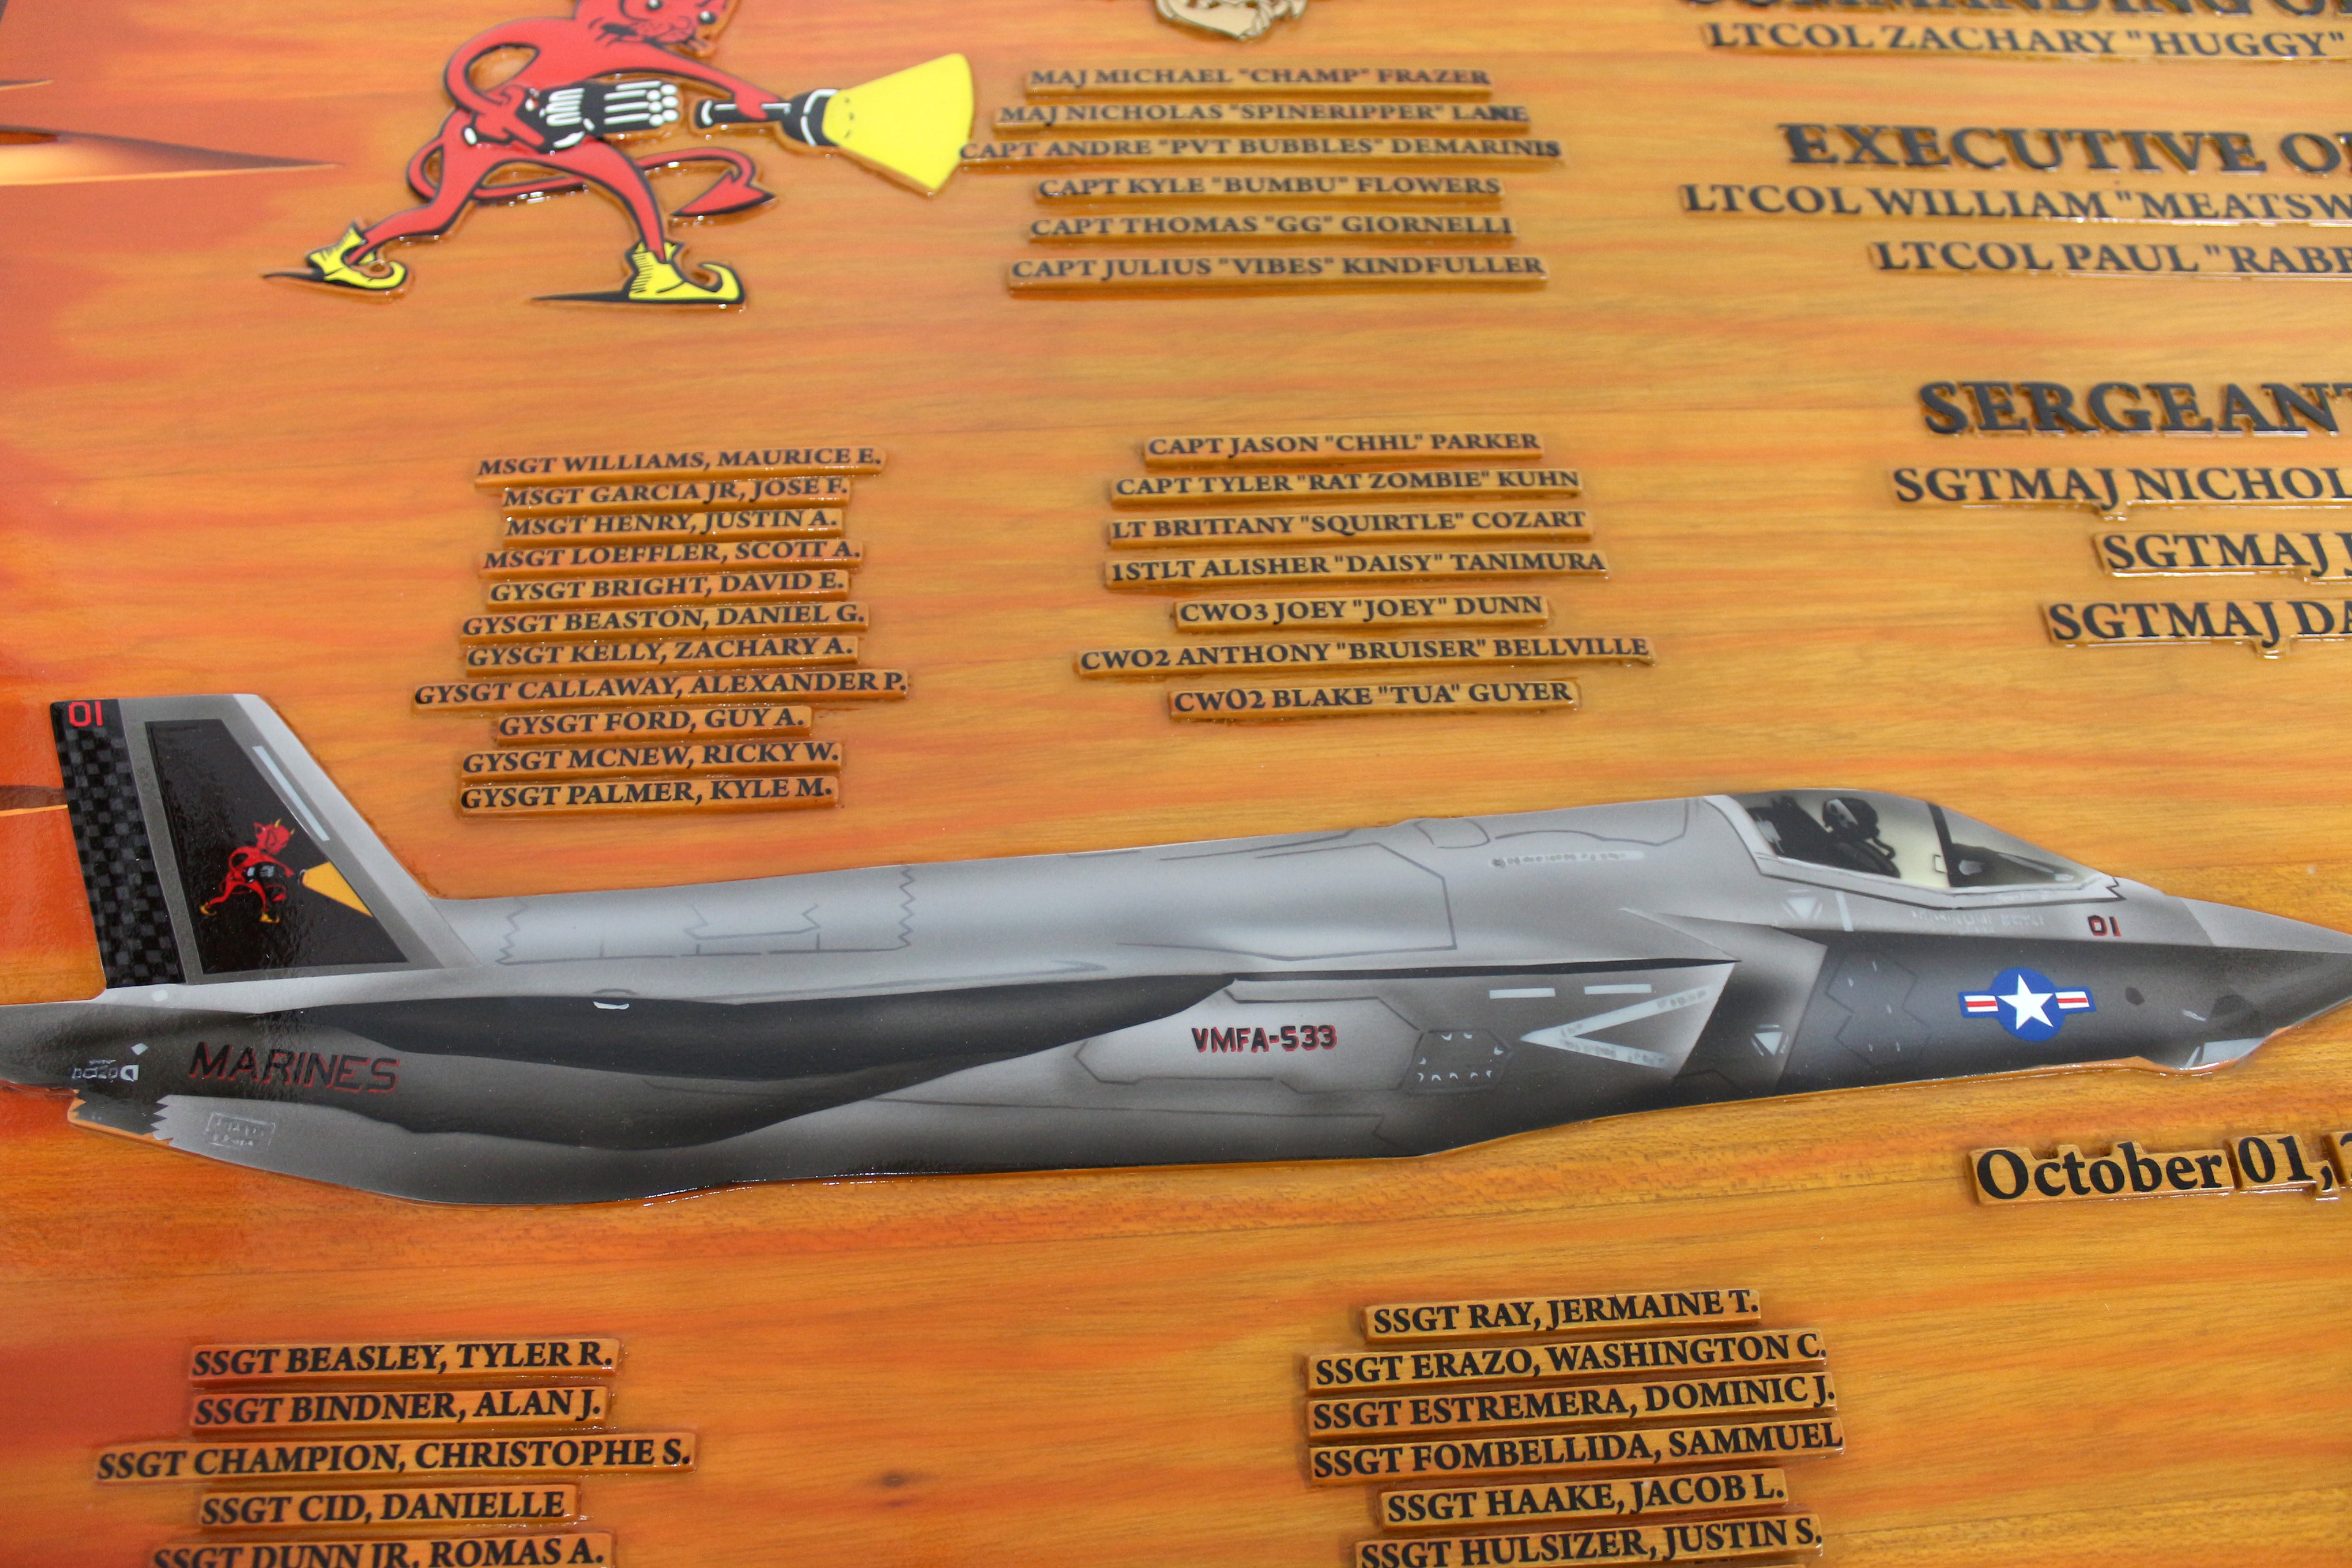 COMMANDING
LTCOL ZACHARY "HUGGY"
MAJ MICHAEL "CHAMP" FRAZER
MAJ NICHOLAS "SPINERIPPER" LANE
CAPT ANDRE "PVT BUBBLES" DEMARINIS
CAPT KYLE "BUMBU" FLOWERS
CAPT THOMAS "GG" GIORNELLI
CAPT JULIUS "VIBES" KINDFULLER
EXECUTIVE
LTCOL WILLIAM "MEATSW
LTCOL PAUL "RABB
SERGEANT
SGTMAJ NICHOL
SGTMAJ J
SGTMAJ DA
MSGT WILLIAMS, MAURICE E.
MSGT GARCIA JR, JOSE F.
MSGT HENRY, JUSTIN A.
MSGT LOEFFLER, SCOTT A.
GYSGT BRIGHT, DAVID E.
GYSGT BEASTON, DANIEL G.
GYSGT KELLY, ZACHARY A.
GYSGT CALLAWAY, ALEXANDER P.
GYSGT FORD, GUY A.
GYSGT MCNEW, RICKY W.
GYSGT PALMER, KYLE M.
CAPT JASON "CHHL" PARKER
CAPT TYLER "RAT ZOMBIE" KUHN
LT BRITTANY "SQUIRTLE" COZART
1STLT ALISHER "DAISY" TANIMURA
CWO3 JOEY "JOEY" DUNN
CWO2 ANTHONY "BRUISER" BELLVILLE
CWO2 BLAKE "TUA" GUYER
01
01
VMFA-533
MARINES
October 01,
SSGT BEASLEY, TYLER R.
SSGT BINDNER, ALAN J.
SSGT CHAMPION, CHRISTOPHE S.
SSGT CID, DANIELLE
SSGT DUNN JR, ROMAS A.
SSGT RAY, JERMAINE T.
SSGT ERAZO, WASHINGTON C.
SSGT ESTREMERA, DOMINIC J.
SSGT FOMBELLIDA, SAMMUEL
SSGT HAAKE, JACOB L.
SSGT HULSIZER, JUSTIN S.